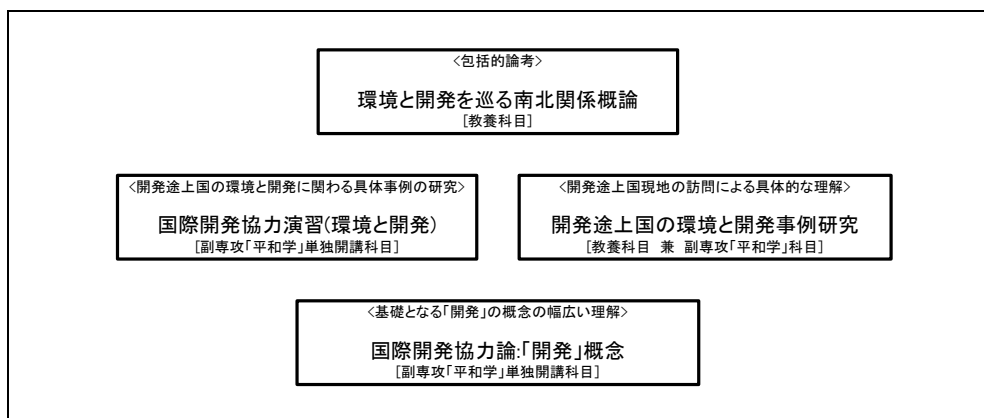 <包括的論考>
環境と開発を巡る南北関係概論
[教養科目]
<開発途上国の環境と開発に関わる具体事例の研究>
国際開発協力演習(環境と開発)
[副専攻「平和学」単独開講科目]
<開発途上国現地の訪問による具体的な理解>
開発途上国の環境と開発事例研究
[教養科目 兼 副専攻「平和学」科目]
<基礎となる「開発」の概念の幅広い理解>
国際開発協力論:「開発」概念
[副専攻「平和学」単独開講科目]